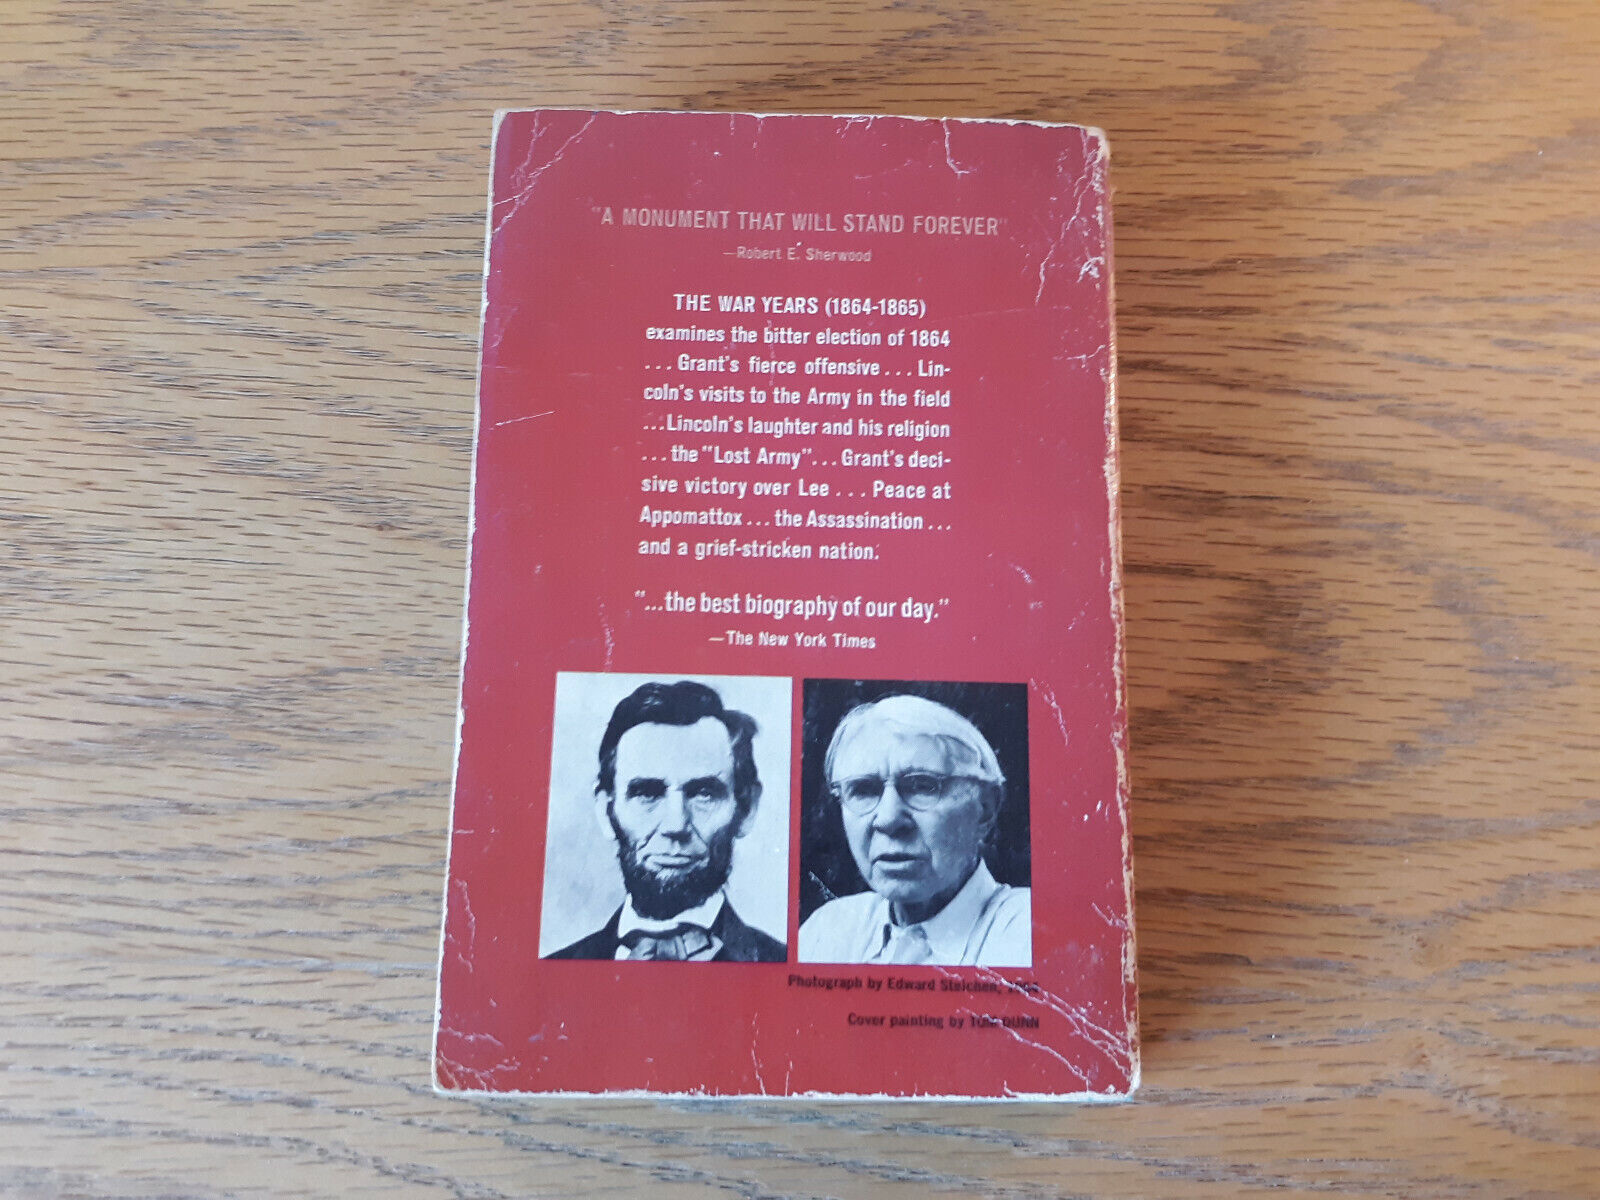 "A MONUMENT THAT WILL STAND FOREVER"
—Robert E. Sherwood
THE WAR YEARS (1864-1865)
examines the bitter election of 1864
. . . Grant's fierce offensive . . . Lin-
coln's visits to the Army in the field
...Lincoln's laughter and his religion
. . . the "Lost Army". . . Grant's deci-
sive victory over Lee . . . Peace at
Appomattox . . . the Assassination . . .
and a grief-stricken nation.
"...the best biography of our day."
—The New York Times
Photograph by Edward Steichen,
Cover painting by TOM DUNN